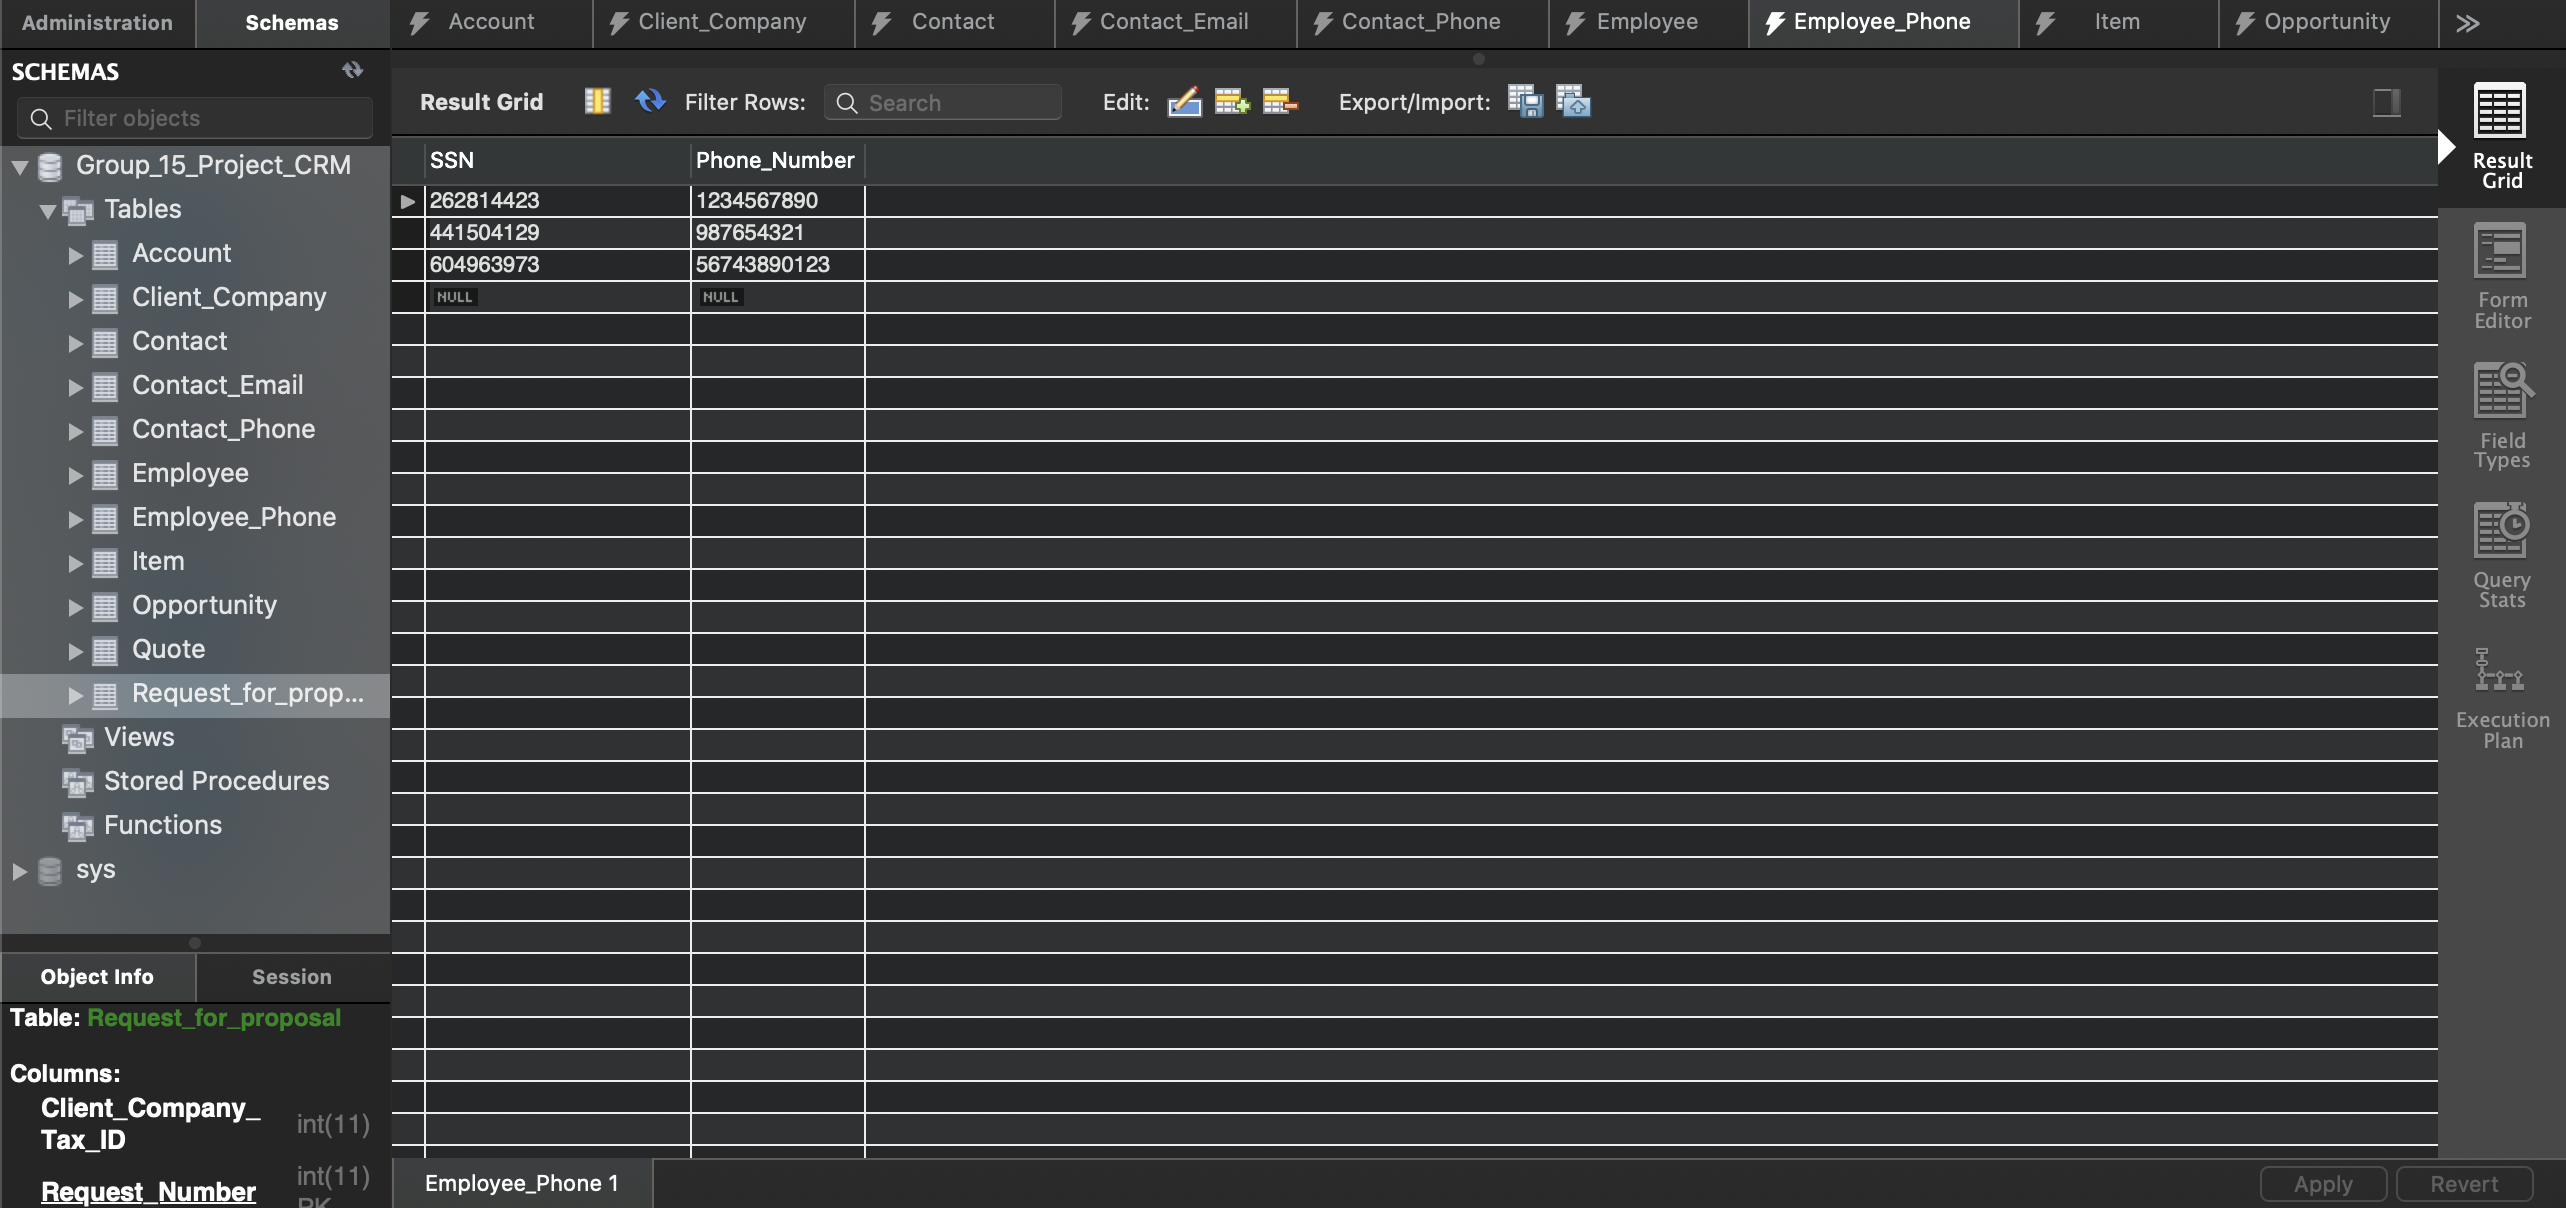 Administration
Schemas
Account
Client_Company
Contact
Contact_Email
Contact_Phone
Employee
Employee_Phone
Item
Opportunity
SCHEMAS
Filter objects
Group_15_Project_CRM
Tables
Account
Client_Company
Contact
Contact_Email
Contact_Phone
Employee
Employee_Phone
Item
Opportunity
Quote
Request_for_prop...
Views
Stored Procedures
Functions
sys
Object Info
Session
Table: Request_for_proposal
Columns:
Client_Company_
Tax_ID
int(11)
Request_Number
int(11)
PK
Result Grid
Filter Rows:
Search
Edit:
Export/Import:
SSN Phone_Number
262814423 1234567890
441504129 987654321
604963973 56743890123
NULL NULL
Employee_Phone 1
Apply
Revert
Result
Grid
Form
Editor
Field
Types
Query
Stats
Execution
Plan